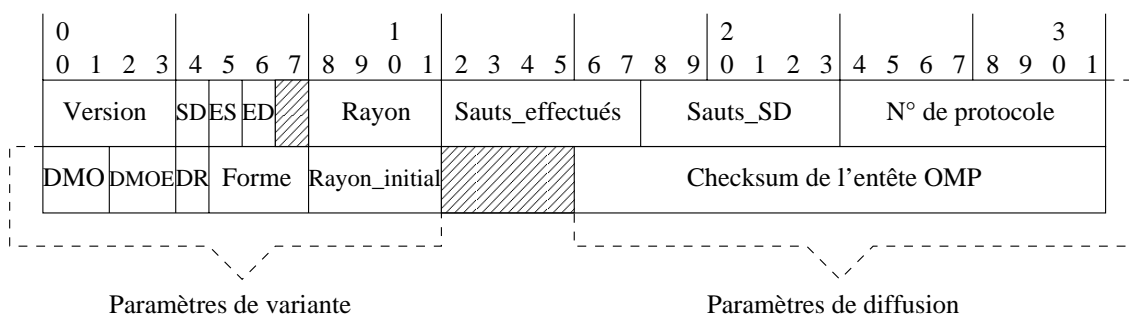 0 1 2 3
0 1 2 3 4 5 6 7 8 9 0 1 2 3 4 5 6 7 8 9 0 1 2 3 4 5 6 7 8 9 0 1
Version SD ES ED Rayon Sauts_effectués Sauts_SD N° de protocole
DMO DMOE DR Forme Rayon_initial Checksum de l'entête OMP
Paramètres de variante Paramètres de diffusion